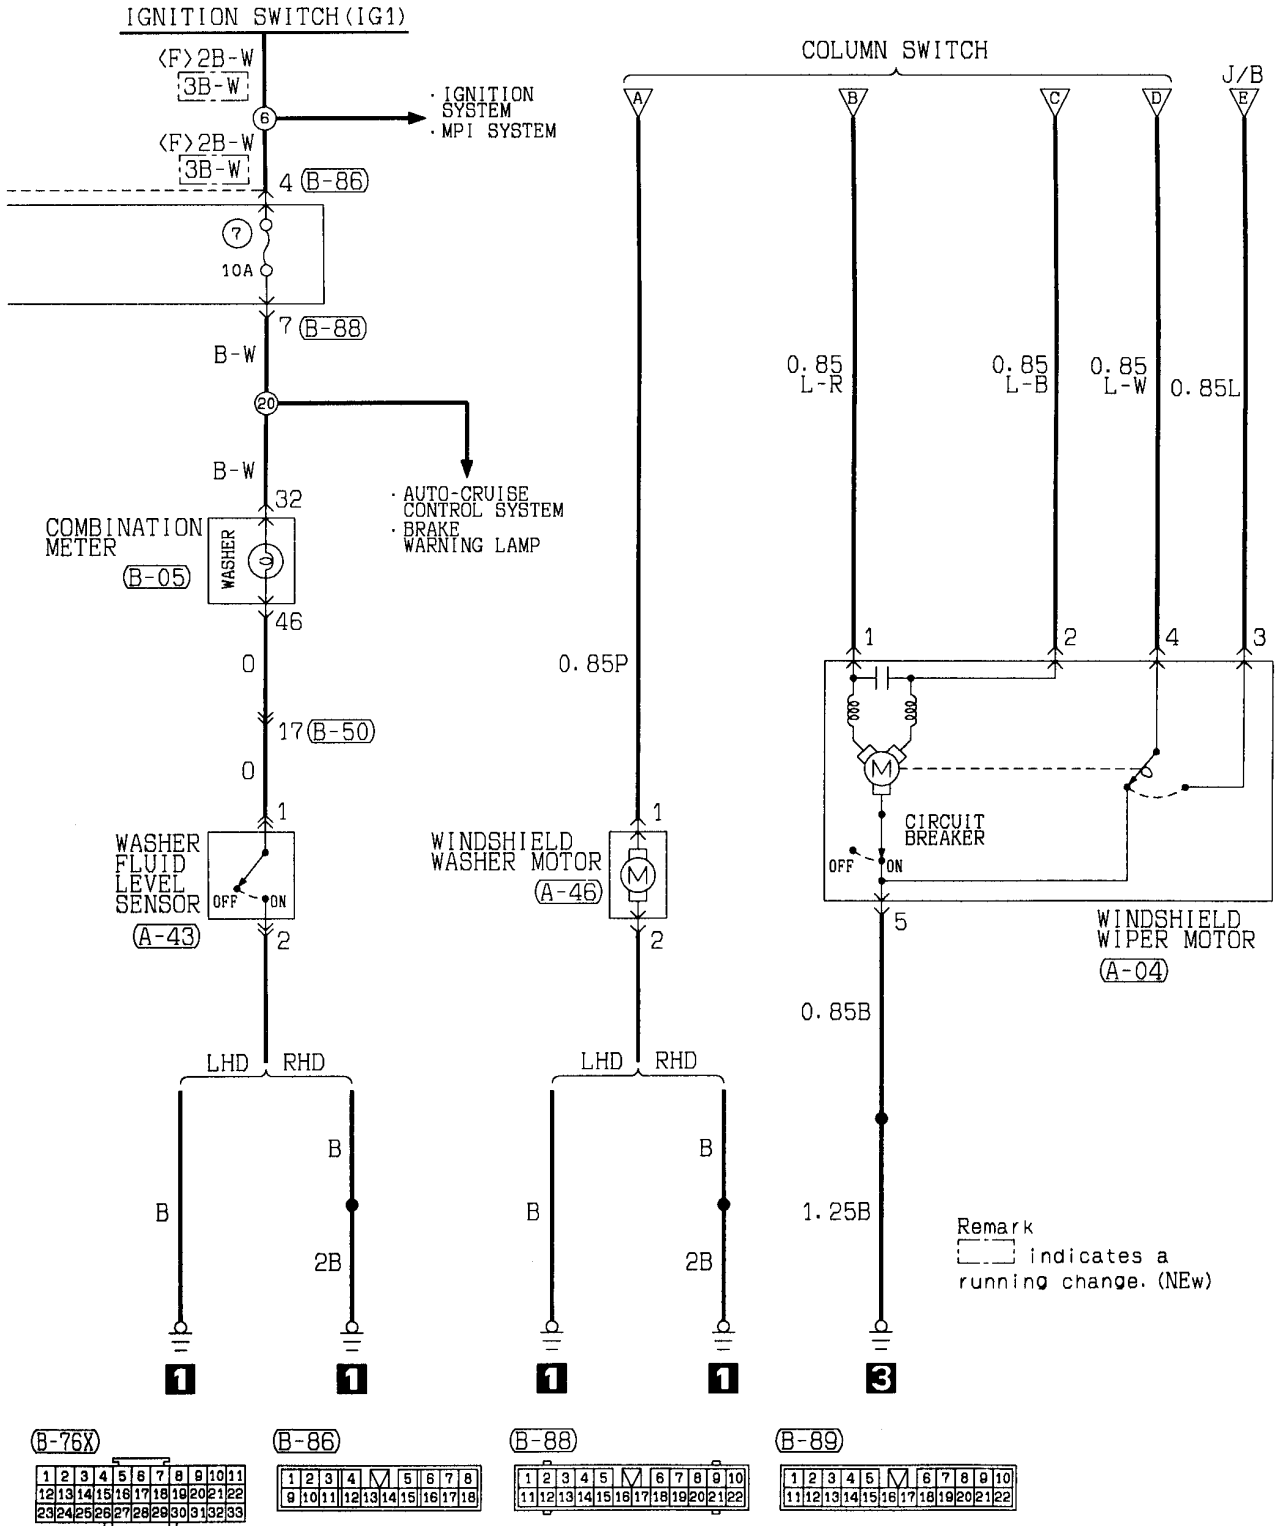 IGNITION SWITCH(IG1)
<F>2B-W
3B-W
6
· IGNITION
SYSTEM
· MPI SYSTEM
<F>2B-W
3B-W
4 (B-86)
7
10A
7 (B-88)
B-W
20
B-W
· AUTO-CRUISE
CONTROL SYSTEM
· BRAKE
WARNING LAMP
32
COMBINATION
METER
(B-05)
WASHER
46
O
17 (B-50)
O
1
WASHER
FLUID
LEVEL
SENSOR
(A-43)
OFF
ON
2
LHD RHD
B
B
2B
1
1
COLUMN SWITCH
J/B
A
B
C
D
E
0.85
L-R
0.85
L-B
0.85
L-W
0.85L
0.85P
1
WINDSHIELD
WASHER MOTOR
(A-46)
M
2
LHD RHD
B
B
2B
1
1
1
2
4
3
M
CIRCUIT
BREAKER
OFF
ON
5
WINDSHIELD
WIPER MOTOR
(A-04)
0.85B
1.25B
3
Remark
indicates a
running change. (NEw)
(B-76X)
1 2 3 4 5 6 7 8 9 10 11
12 13 14 15 16 17 18 19 20 21 22
23 24 25 26 27 28 29 30 31 32 33
(B-86)
1 2 3 4 5 6 7 8
9 10 11 12 13 14 15 16 17 18
(B-88)
1 2 3 4 5 6 7 8 9 10
11 12 13 14 15 16 17 18 19 20 21 22
(B-89)
1 2 3 4 5 6 7 8 9 10
11 12 13 14 15 16 17 18 19 20 21 22